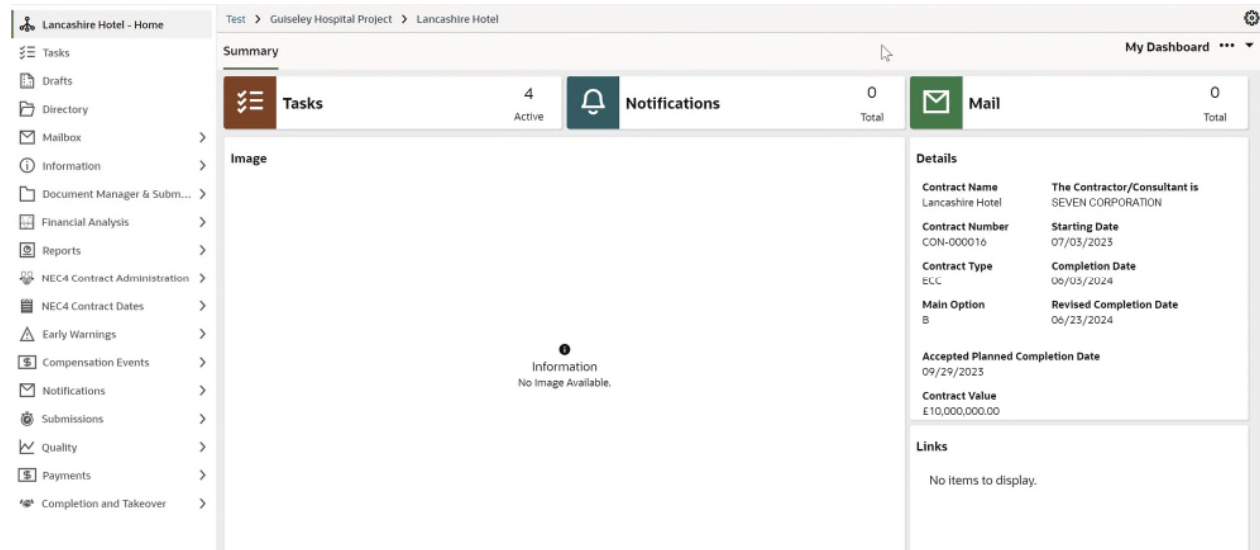 Lancashire Hotel - Home
Tasks
Drafts
Directory
Mailbox
Information
Document Manager & Subm...
Financial Analysis
Reports
NEC4 Contract Administration
NEC4 Contract Dates
Early Warnings
Compensation Events
Notifications
Submissions
Quality
Payments
Completion and Takeover
Test > Guiseley Hospital Project > Lancashire Hotel
Summary
My Dashboard
Tasks
4
Active
Notifications
0
Total
Mail
0
Total
Image
Information
No Image Available.
Details
Contract Name
Lancashire Hotel
The Contractor/Consultant is
SEVEN CORPORATION
Contract Number
CON-000016
Starting Date
07/03/2023
Contract Type
ECC
Completion Date
06/03/2024
Main Option
B
Revised Completion Date
06/23/2024
Accepted Planned Completion Date
09/29/2023
Contract Value
£10,000,000.00
Links
No items to display.